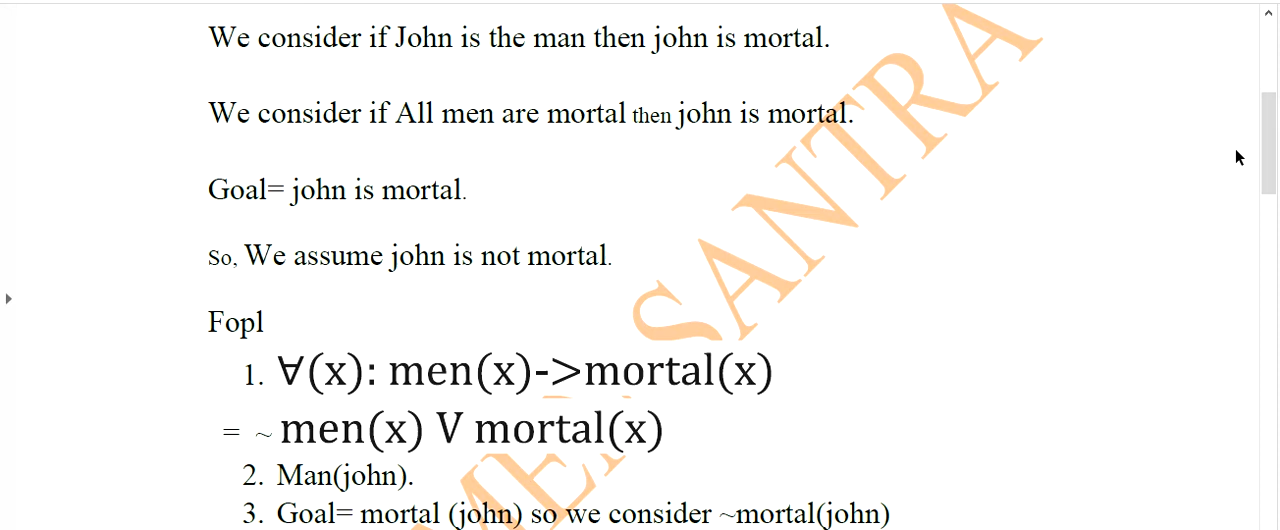 We consider if John is the man then john is mortal.
We consider if All men are mortal then john is mortal.
Goal= john is mortal.
So, We assume john is not mortal.
Fopl
1. ∀(x): men(x)->mortal(x)
= ~ men(x) V mortal(x)
2. Man(john).
3. Goal= mortal (john) so we consider ~mortal(john)
SANTRA